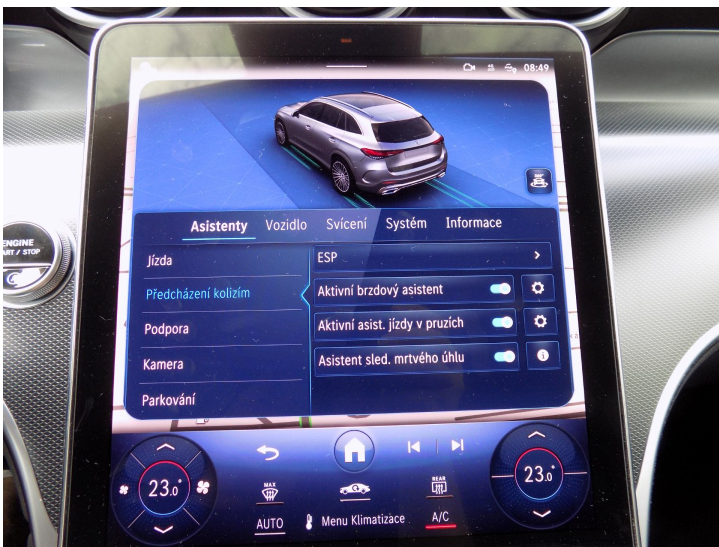 08:49
360°
Asistenty Vozidlo Svícení Systém Informace
ENGINE
START / STOP
Jízda
ESP
Předcházení kolizím
Aktivní brzdový asistent
Podpora
Aktivní asist. jízdy v pruzích
Kamera
Asistent sled. mrtvého úhlu
Parkování
23.0°
23.0°
MAX
REAR
AUTO
Menu Klimatizace
A/C